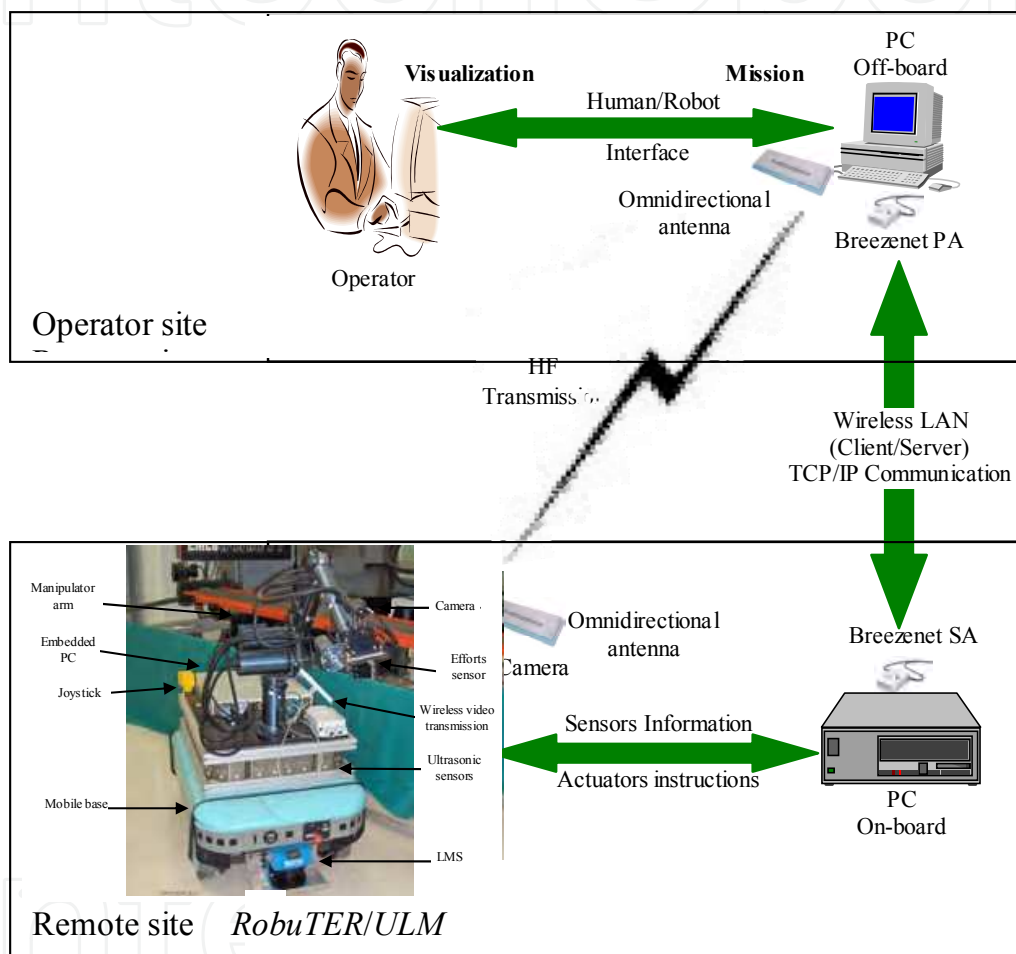 PC
Off-board
Visualization
Mission
Human/Robot
Interface
Omnidirectional
antenna
Breezenet PA
Operator
Operator site
HF
Wireless LAN
(Client/Server)
TCP/IP Communication
Manipulator
arm
Embedded
PC
Joystick
Mobile base
Camera
Efforts
sensor
Wireless video
transmission
Ultrasonic
sensors
LMS
Omnidirectional
antenna
Camera
Breezenet SA
Sensors Information
Actuators instructions
PC
On-board
Remote site RobuTER/ULM